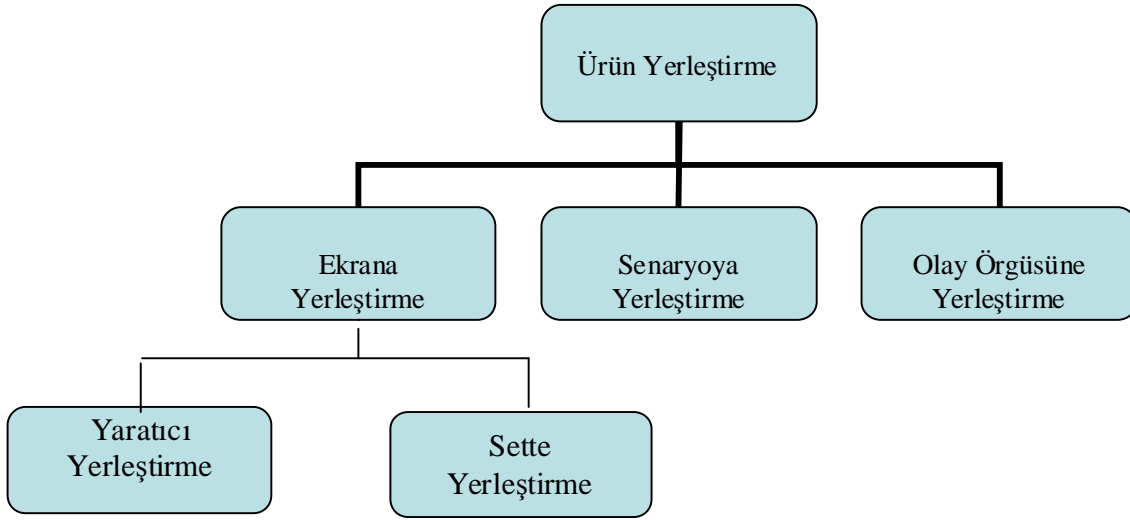 Ürün Yerleştirme
Ekrana
Yerleştirme
Senaryoya
Yerleştirme
Olay Örgüsüne
Yerleştirme
Yaratıcı
Yerleştirme
Sette
Yerleştirme